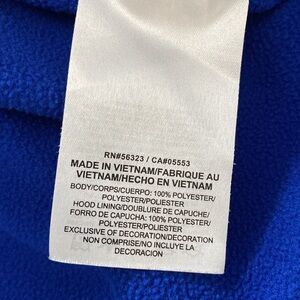 RN#56323 / CA#05553
MADE IN VIETNAM/FABRIQUE AU
VIETNAM/HECHO EN VIETNAM
BODY/CORPS/CUERPO: 100% POLYESTER/
POLYESTER/POLIESTER
HOOD LINING/DOUBLURE DE CAPUCHE/
FORRO DE CAPUCHA: 100% POLYESTER/
POLYESTER/POLIESTER
EXCLUSIVE OF DECORATION/DECORATION
NON COMPRISE/NO INCLUYE LA
DECORACION